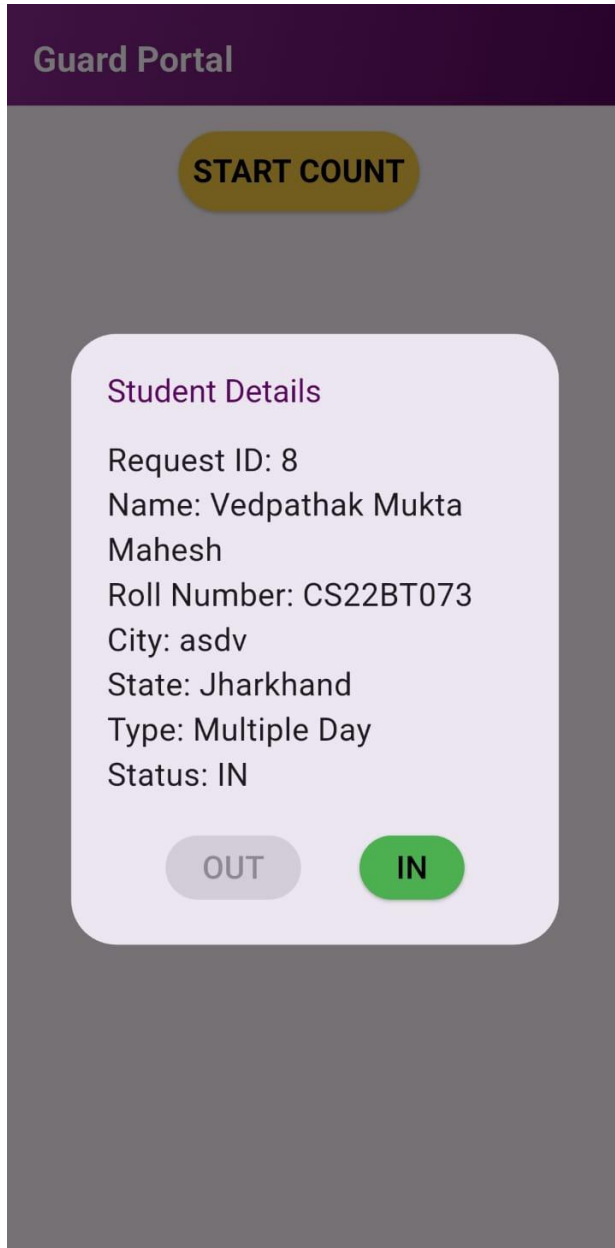 Guard Portal
START COUNT
Student Details
Request ID: 8
Name: Vedpathak Mukta
Mahesh
Roll Number: CS22BT073
City: asdv
State: Jharkhand
Type: Multiple Day
Status: IN
OUT IN